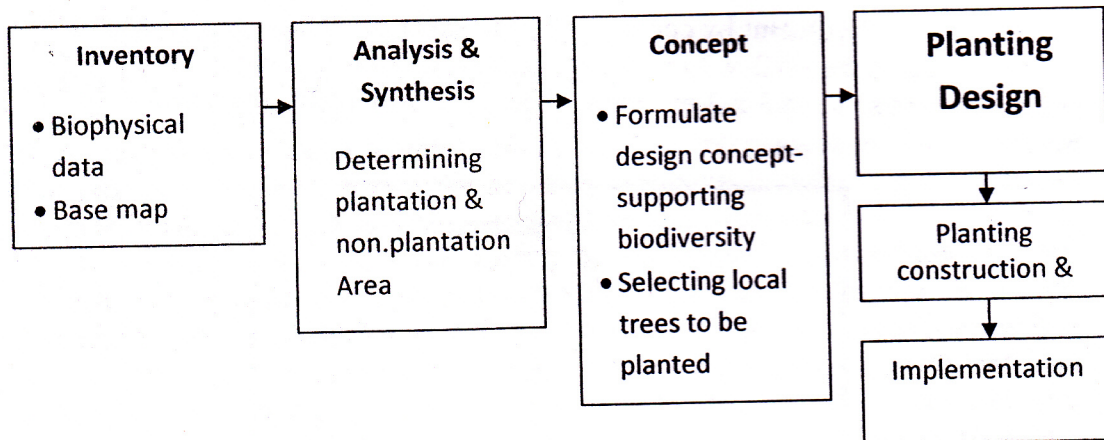 Inventory
• Biophysical
data
• Base map
Analysis &
Synthesis
Determining
plantation &
non.plantation
Area
Concept
• Formulate
design concept-
supporting
biodiversity
• Selecting local
trees to be
planted
Planting
Design
Planting
construction &
Implementation